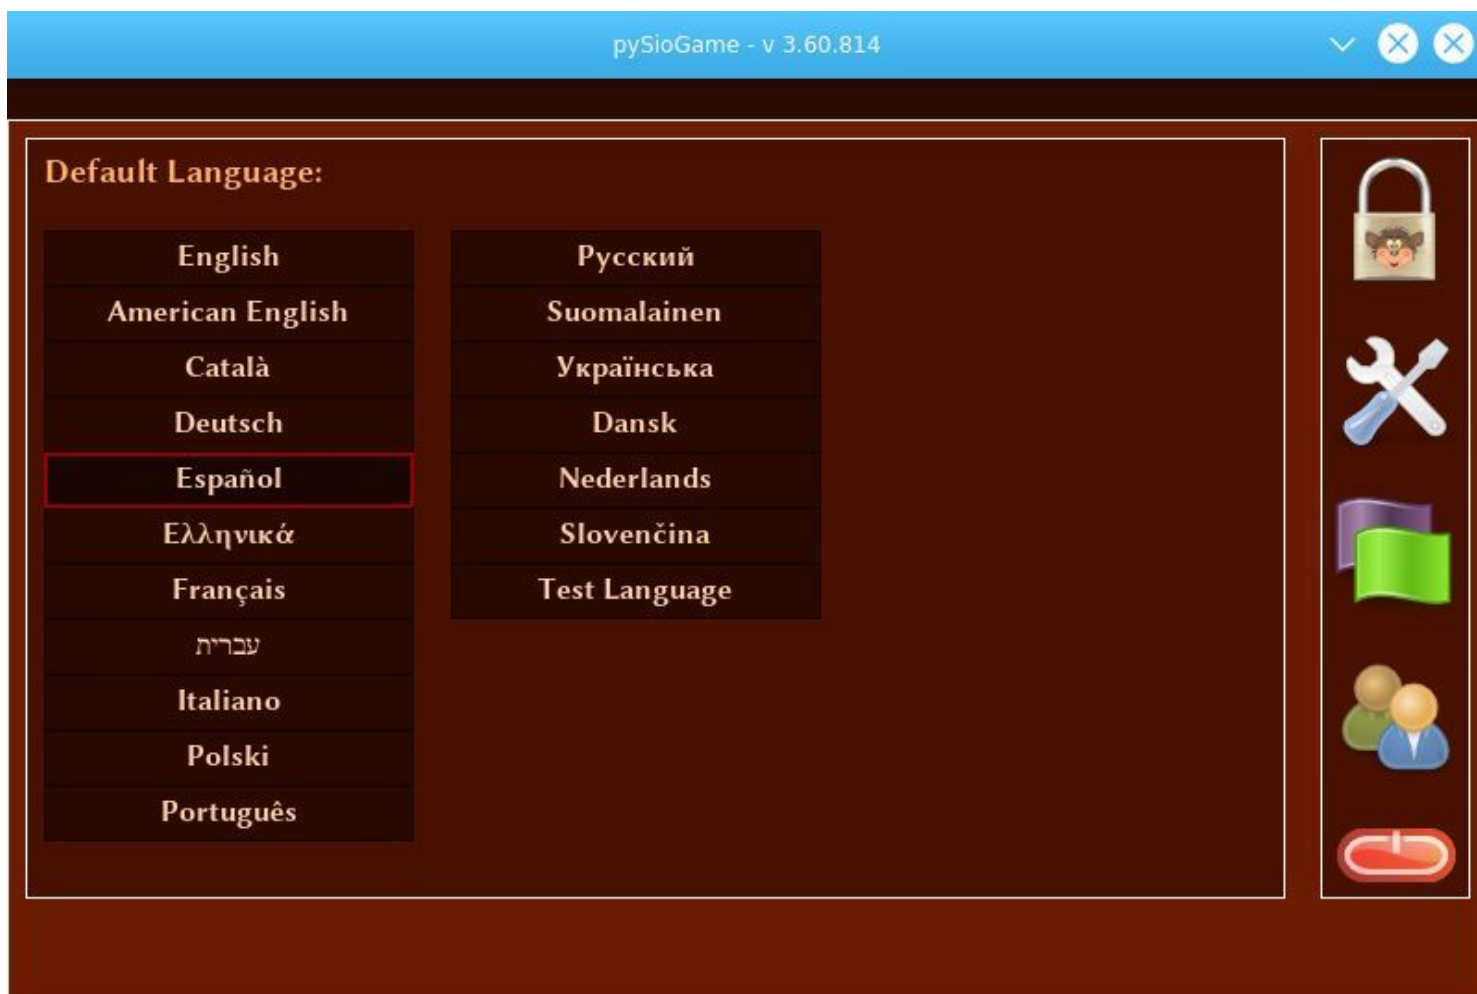 pySioGame - v 3.60.814
Default Language:
English
American English
Català
Deutsch
Español
Ελληνικά
Français
עברית
Italiano
Polski
Português
Русский
Suomalainen
Українська
Dansk
Nederlands
Slovenčina
Test Language